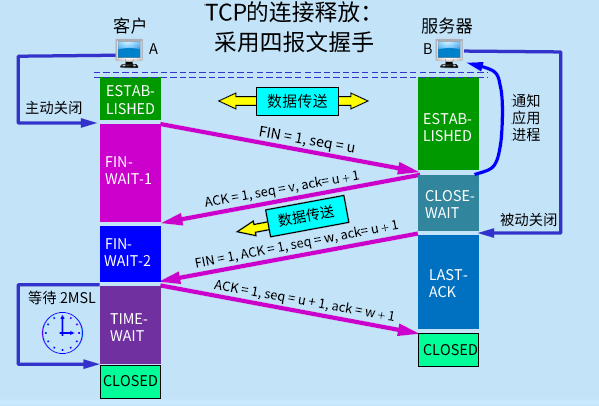 TCP的连接释放：
采用四报文握手
客户
A
服务器
B
ESTAB-
LISHED
主动关闭
数据传送
ESTAB-
LISHED
通知
应用
进程
FIN = 1, seq = u
FIN-
WAIT-1
ACK = 1, seq = v, ack= u + 1
CLOSE-
WAIT
数据传送
被动关闭
FIN = 1, ACK = 1, seq = w, ack= u + 1
FIN-
WAIT-2
LAST-
ACK
等待 2MSL
ACK = 1, seq = u + 1, ack = w + 1
TIME-
WAIT
CLOSED
CLOSED